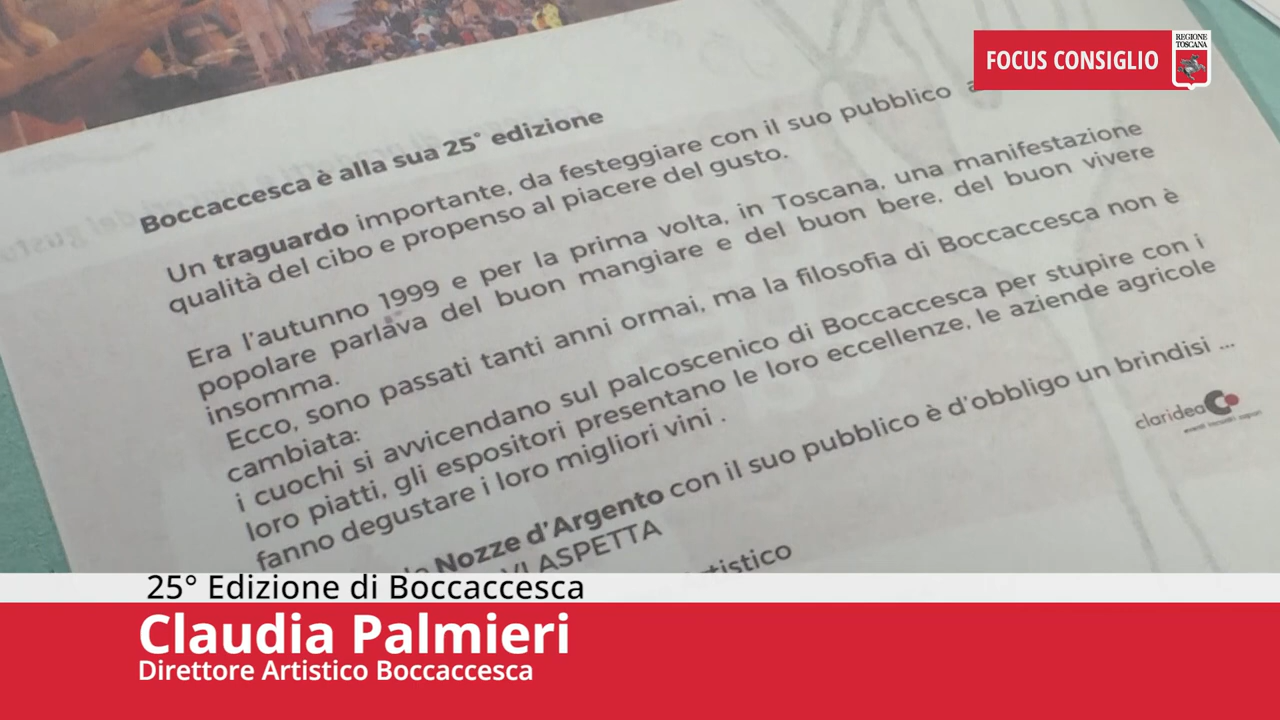 FOCUS CONSIGLIO
REGIONE
TOSCANA
Boccaccesca è alla sua 25° edizione
Un traguardo importante, da festeggiare con il suo pubblico
qualità del cibo e propenso al piacere del gusto.
Era l'autunno 1999 e per la prima volta, in Toscana, una manifestazione
popolare parlava del buon mangiare e del buon bere, del buon vivere
insomma.
Ecco, sono passati tanti anni ormai, ma la filosofia di Boccaccesca non è
cambiata:
i cuochi si avvicendano sul palcoscenico di Boccaccesca per stupire con i
loro piatti, gli espositori presentano le loro eccellenze, le aziende agricole
fanno degustare i loro migliori vini .
Nozze d'Argento con il suo pubblico è d'obbligo un brindisi ...
VI ASPETTA
claridea
25° Edizione di Boccaccesca
Claudia Palmieri
Direttore Artistico Boccaccesca